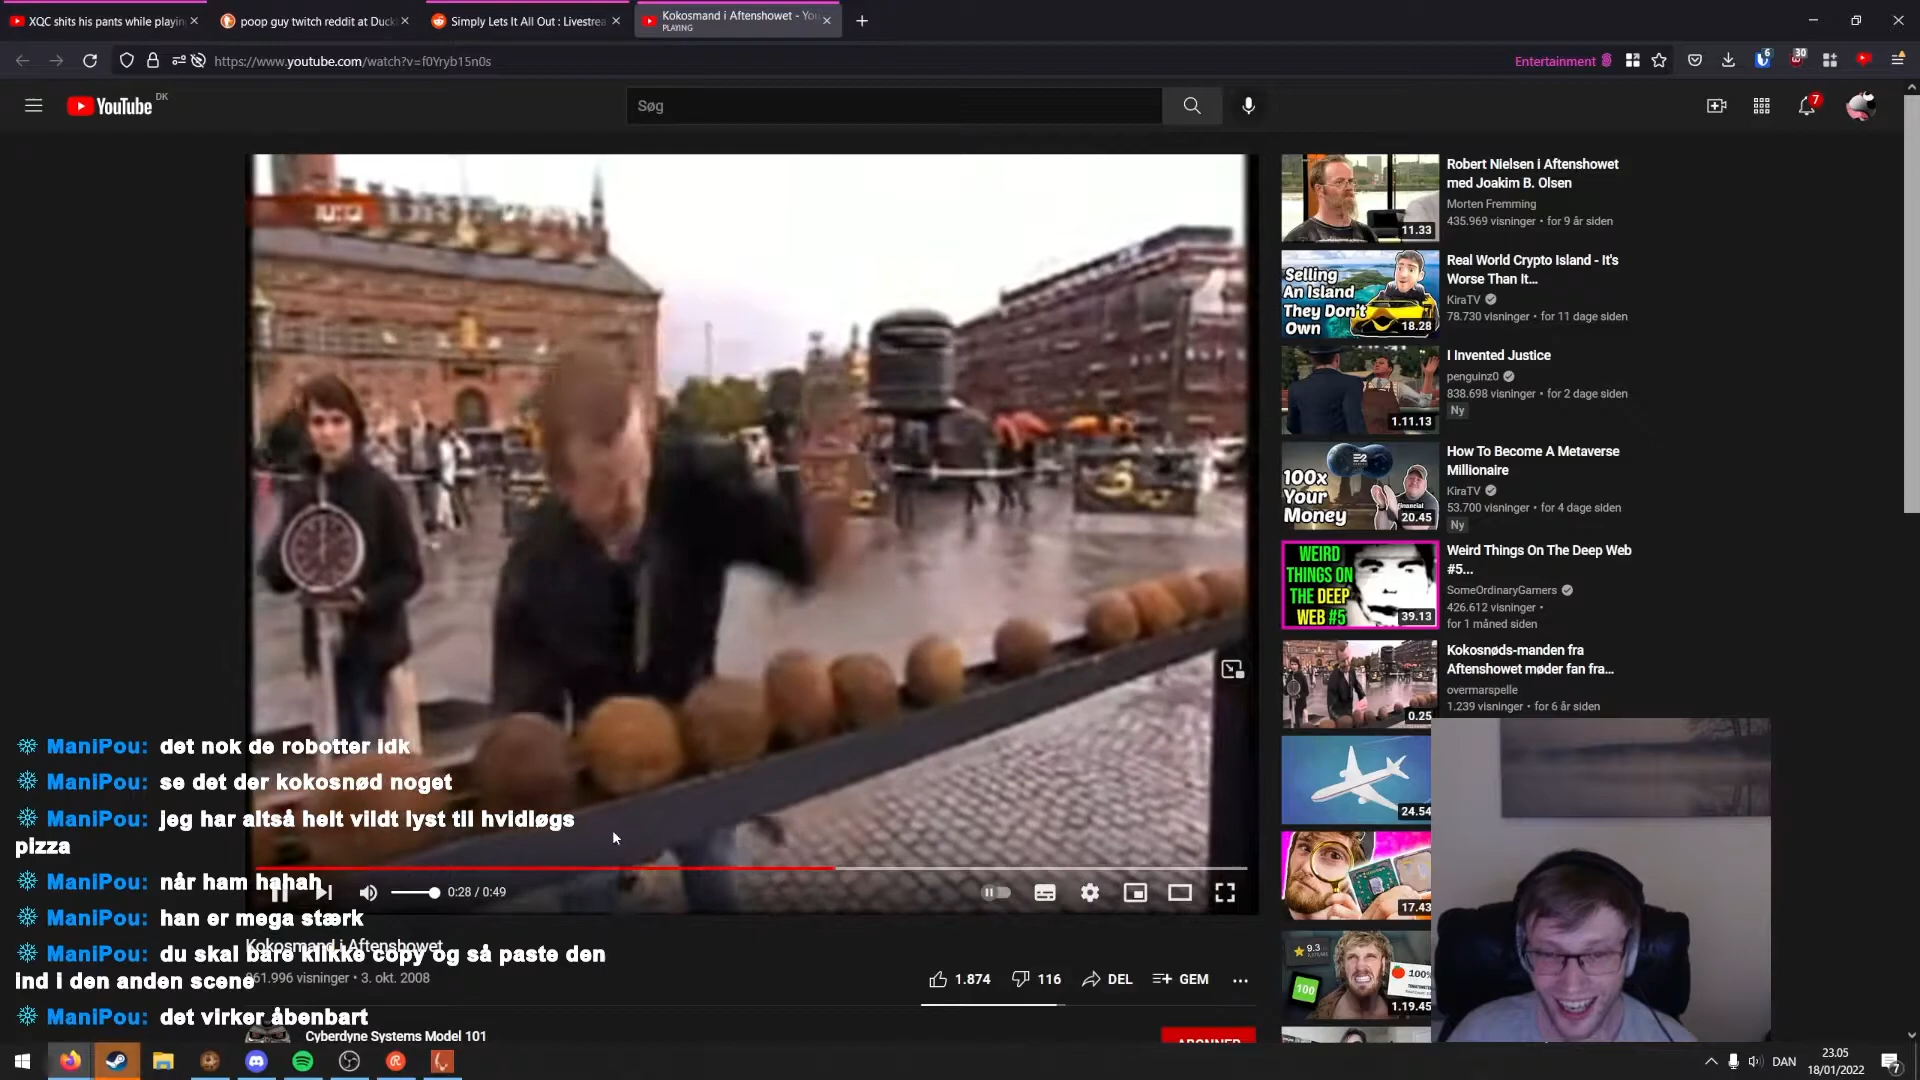 XQC shits his pants while playin
poop guy twitch reddit at Duck
Simply Lets It All Out : Livestrea
Kokosmand i Aftenshowet - You
PLAYING
https://www.youtube.com/watch?v=f0Yryb15n0s
Entertainment
6
30
YouTube
DK
Søg
7
Robert Nielsen i Aftenshowet
med Joakim B. Olsen
Morten Fremming
435.969 visninger • for 9 år siden
11.33
Selling
An Island
They Don't
Own
18.28
Real World Crypto Island - It's
Worse Than It...
KiraTV
78.730 visninger • for 11 dage siden
1.11.13
I Invented Justice
penguinz0
838.698 visninger • for 2 dage siden
Ny
100x
Your
Money
financial
20.45
How To Become A Metaverse
Millionaire
KiraTV
53.700 visninger • for 4 dage siden
Ny
WEIRD
THINGS ON
THE DEEP
WEB #5
39.13
Weird Things On The Deep Web
#5...
SomeOrdinaryGamers
426.612 visninger •
for 1 måned siden
0.25
Kokosnøds-manden fra
Aftenshowet møder fan fra...
overmarspelle
1.239 visninger • for 6 år siden
24.54
17.43
9.3
100%
100
1.19.45
ManiPou: det nok de robotter idk
ManiPou: se det der kokosnød noget
ManiPou: jeg har altså helt vildt lyst til hvidløgs
pizza
ManiPou: når ham hahah
ManiPou: han er mega stærk
ManiPou: du skal bare klikke copy og så paste den
ind i den anden scene
ManiPou: det virker åbenbart
0:28 / 0:49
Kokosmand i Aftenshowet
861.996 visninger • 3. okt. 2008
1.874
116
DEL
GEM
Cyberdyne Systems Model 101
ABONNER
DAN
23.05
18/01/2022
7